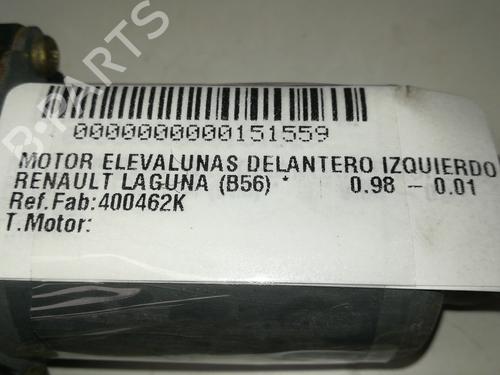 0000000000151559
MOTOR ELEVALUNAS DELANTERO IZQUIERDO
RENAULT LAGUNA (B56) * 0.98 – 0.01
Ref.Fab:400462K
T.Motor:
B-PARTS